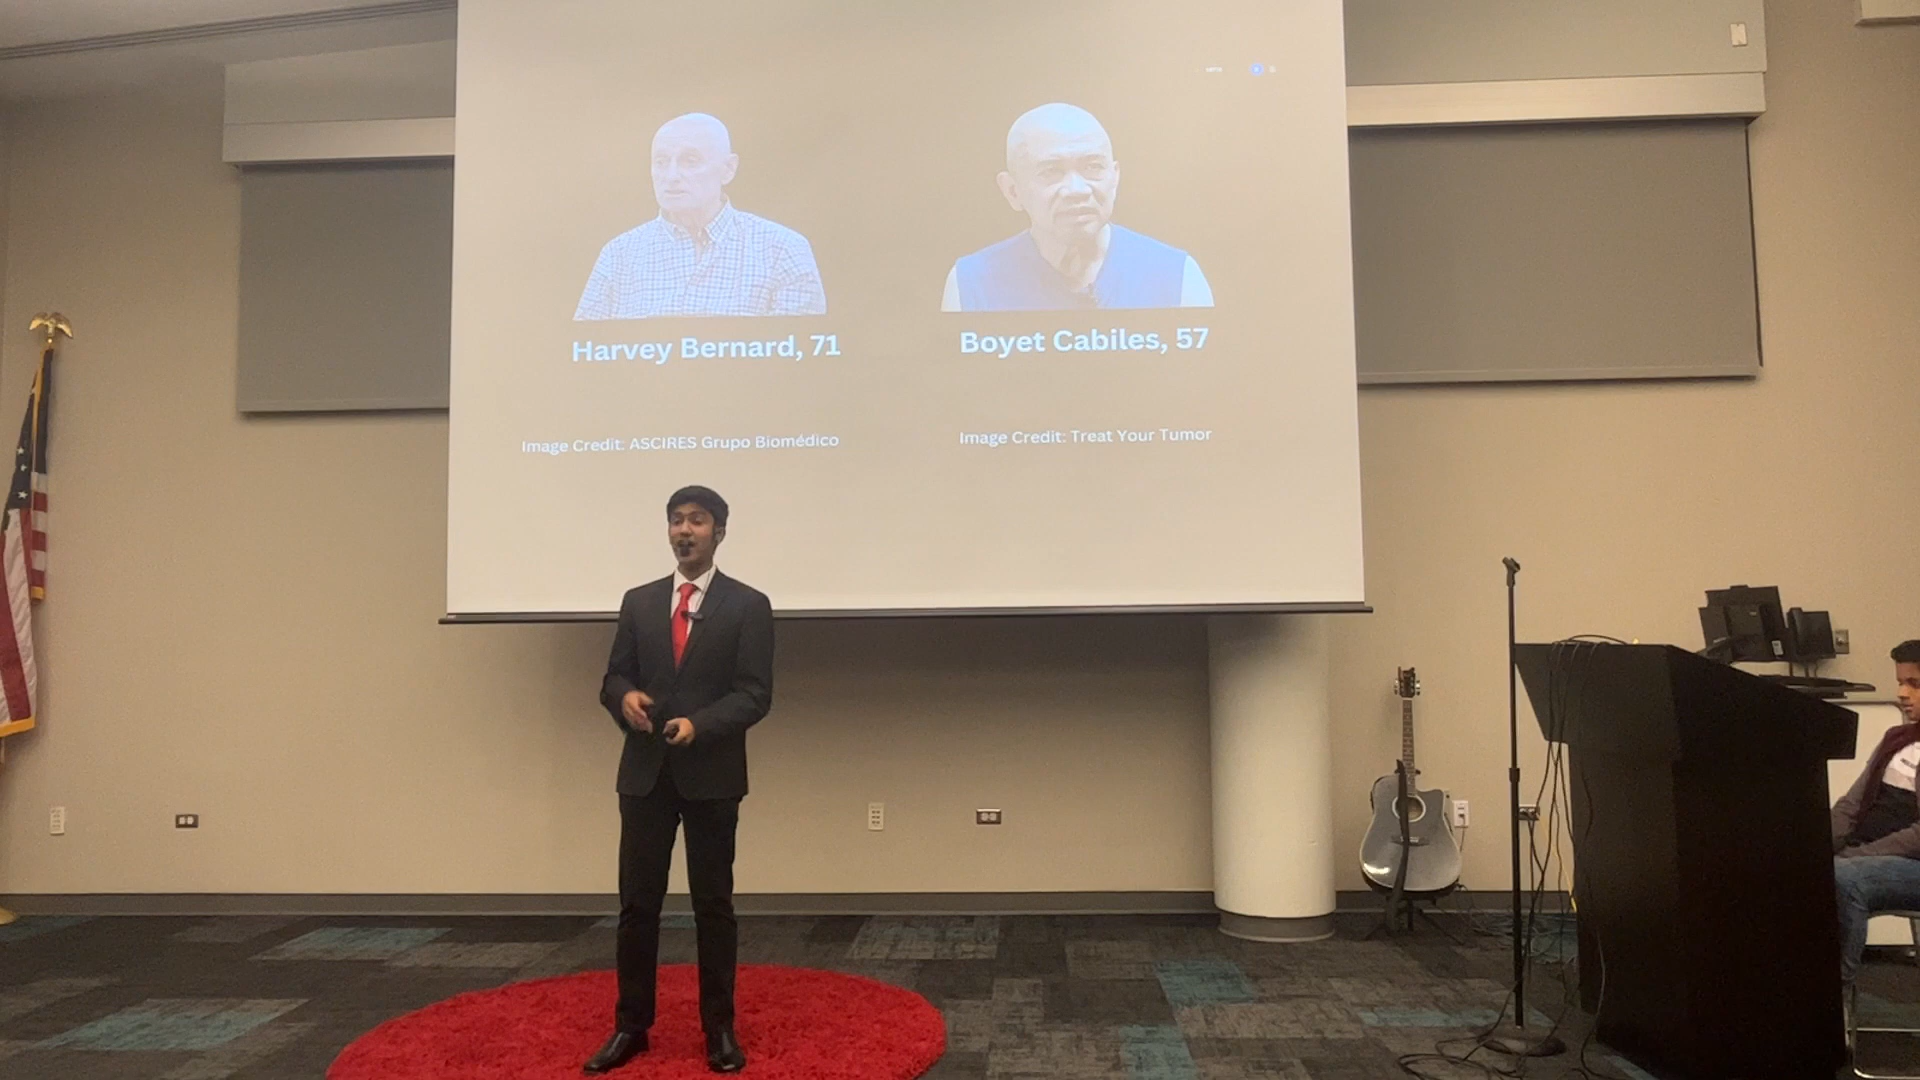 Harvey Bernard, 71
Boyet Cabiles, 57
Image Credit: ASCIRES Grupo Biomédico
Image Credit: Treat Your Tumor